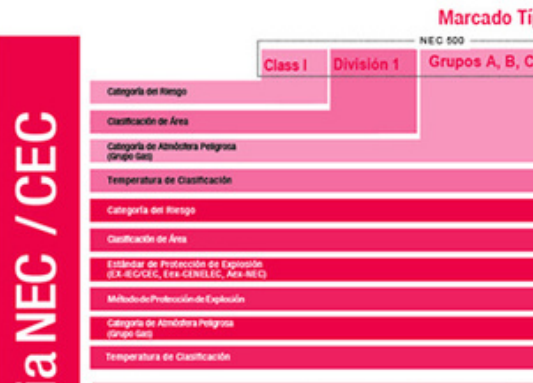 Marcado Tí
NEC 500
Class I
División 1
Grupos A, B, C
Categoría del Riesgo
Clasificación de Área
Categoría de Atmósfera Peligrosa
(Grupo Gas)
Temperatura de Clasificación
Categoría del Riesgo
Clasificación de Área
Estándar de Protección de Explosión
(EX-IEC/CEC, Eex-CENELEC, Aex-NEC)
Método de Protección de Explosión
Categoría de Atmósfera Peligrosa
(Grupo Gas)
Temperatura de Clasificación
ia NEC / CEC